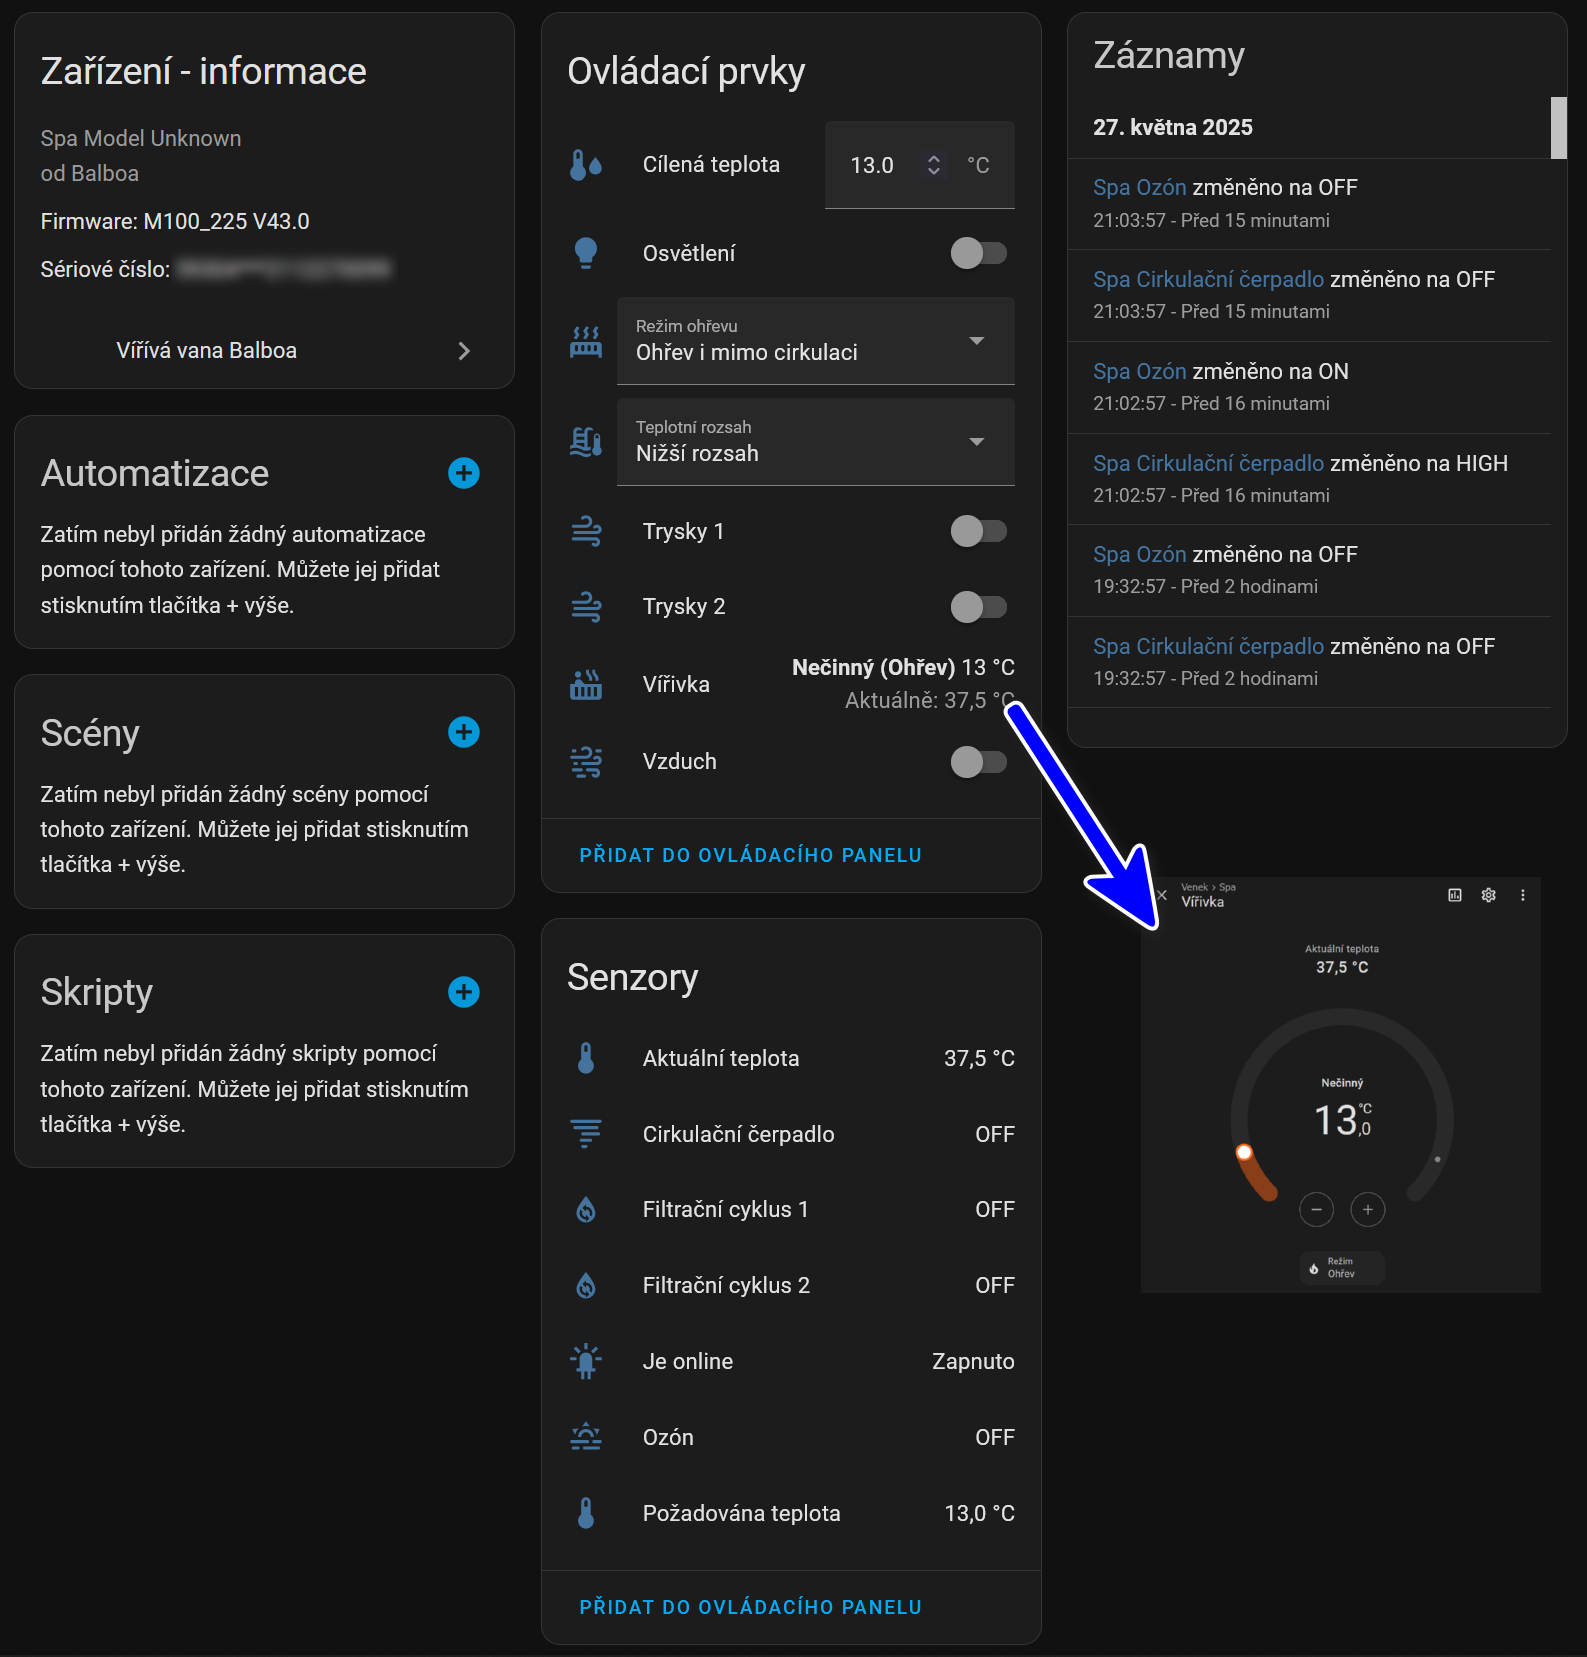 Zařízení - informace
Spa Model Unknown
od Balboa
Firmware: M100_225 V43.0
Sériové číslo:
Vířívá vana Balboa
Automatizace
Zatím nebyl přidán žádný automatizace
pomocí tohoto zařízení. Můžete jej přidat
stisknutím tlačítka + výše.
Scény
Zatím nebyl přidán žádný scény pomocí
tohoto zařízení. Můžete jej přidat stisknutím
tlačítka + výše.
Skripty
Zatím nebyl přidán žádný skripty pomocí
tohoto zařízení. Můžete jej přidat stisknutím
tlačítka + výše.
Ovládací prvky
Cílená teplota 13.0 °C
Osvětlení
Režim ohřevu
Ohřev i mimo cirkulaci
Teplotní rozsah
Nižší rozsah
Trysky 1
Trysky 2
Vířivka Nečinný (Ohřev) 13 °C
Aktuálně: 37,5 °C
Vzduch
PŘIDAT DO OVLÁDACÍHO PANELU
Senzory
Aktuální teplota 37,5 °C
Cirkulační čerpadlo OFF
Filtrační cyklus 1 OFF
Filtrační cyklus 2 OFF
Je online Zapnuto
Ozón OFF
Požadována teplota 13,0 °C
PŘIDAT DO OVLÁDACÍHO PANELU
Záznamy
27. května 2025
Spa Ozón změněno na OFF
21:03:57 - Před 15 minutami
Spa Cirkulační čerpadlo změněno na OFF
21:03:57 - Před 15 minutami
Spa Ozón změněno na ON
21:02:57 - Před 16 minutami
Spa Cirkulační čerpadlo změněno na HIGH
21:02:57 - Před 16 minutami
Spa Ozón změněno na OFF
19:32:57 - Před 2 hodinami
Spa Cirkulační čerpadlo změněno na OFF
19:32:57 - Před 2 hodinami
Venek › Spa
Vířivka
Aktuální teplota
37,5 °C
Nečinný
13,0 °C
Režim
Ohřev